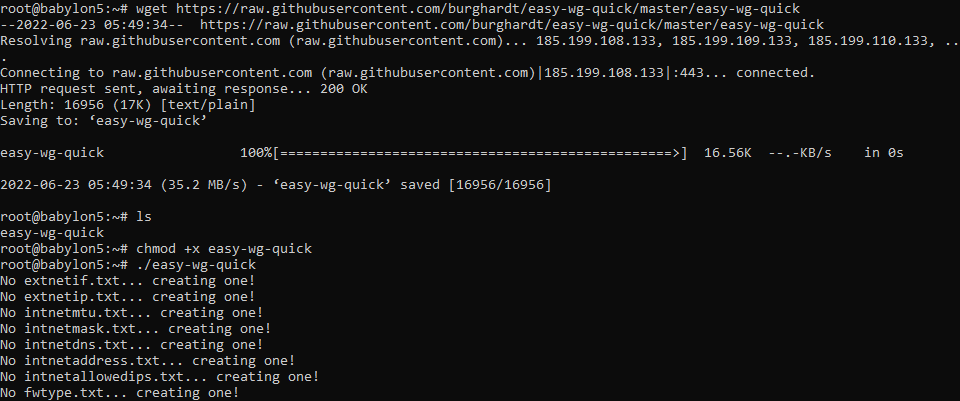 root@babylon5:~# wget https://raw.githubusercontent.com/burghardt/easy-wg-quick/master/easy-wg-quick
--2022-06-23 05:49:34--  https://raw.githubusercontent.com/burghardt/easy-wg-quick/master/easy-wg-quick
Resolving raw.githubusercontent.com (raw.githubusercontent.com)... 185.199.108.133, 185.199.109.133, 185.199.110.133, ..
.
Connecting to raw.githubusercontent.com (raw.githubusercontent.com)|185.199.108.133|:443... connected.
HTTP request sent, awaiting response... 200 OK
Length: 16956 (17K) [text/plain]
Saving to: ‘easy-wg-quick’
easy-wg-quick                 100%[=================================================>]  16.56K  --.-KB/s    in 0s
2022-06-23 05:49:34 (35.2 MB/s) - ‘easy-wg-quick’ saved [16956/16956]
root@babylon5:~# ls
easy-wg-quick
root@babylon5:~# chmod +x easy-wg-quick
root@babylon5:~# ./easy-wg-quick
No extnetif.txt... creating one!
No extnetip.txt... creating one!
No intnetmtu.txt... creating one!
No intnetmask.txt... creating one!
No intnetdns.txt... creating one!
No intnetaddress.txt... creating one!
No intnetallowedips.txt... creating one!
No fwtype.txt... creating one!